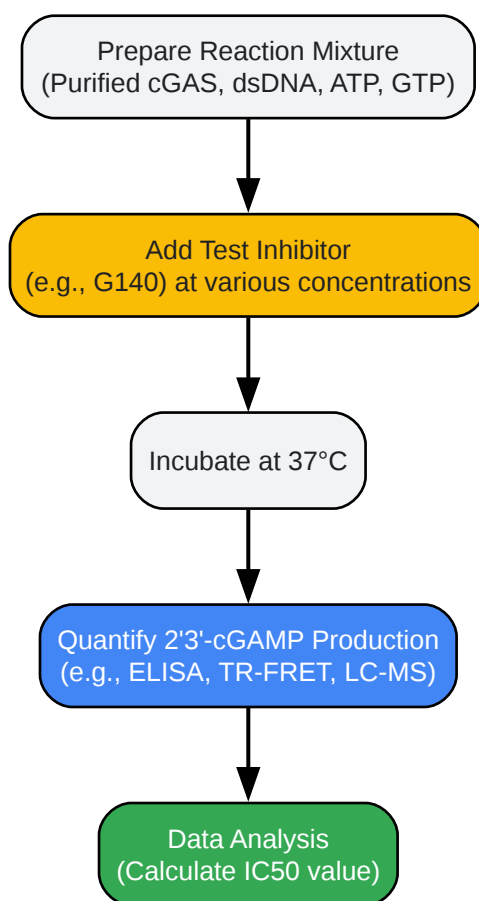 Prepare Reaction Mixture
(Purified cGAS, dsDNA, ATP, GTP)
Add Test Inhibitor
(e.g., G140) at various concentrations
Incubate at 37°C
Quantify 2'3'-cGAMP Production
(e.g., ELISA, TR-FRET, LC-MS)
Data Analysis
(Calculate IC50 value)